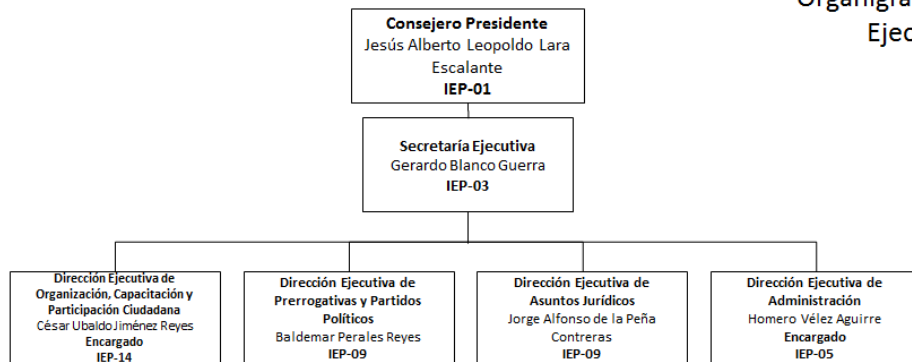 Consejero Presidente
Jesús Alberto Leopoldo Lara
Escalante
IEP-01
Secretaría Ejecutiva
Gerardo Blanco Guerra
IEP-03
Dirección Ejecutiva de
Organización, Capacitación y
Participación Ciudadana
César Ubaldo Jiménez Reyes
Encargado
IEP-14
Dirección Ejecutiva de
Prerrogativas y Partidos
Políticos
Baldemar Perales Reyes
IEP-09
Dirección Ejecutiva de
Asuntos Jurídicos
Jorge Alfonso de la Peña
Contreras
IEP-09
Dirección Ejecutiva de
Administración
Homero Vélez Aguirre
Encargado
IEP-05